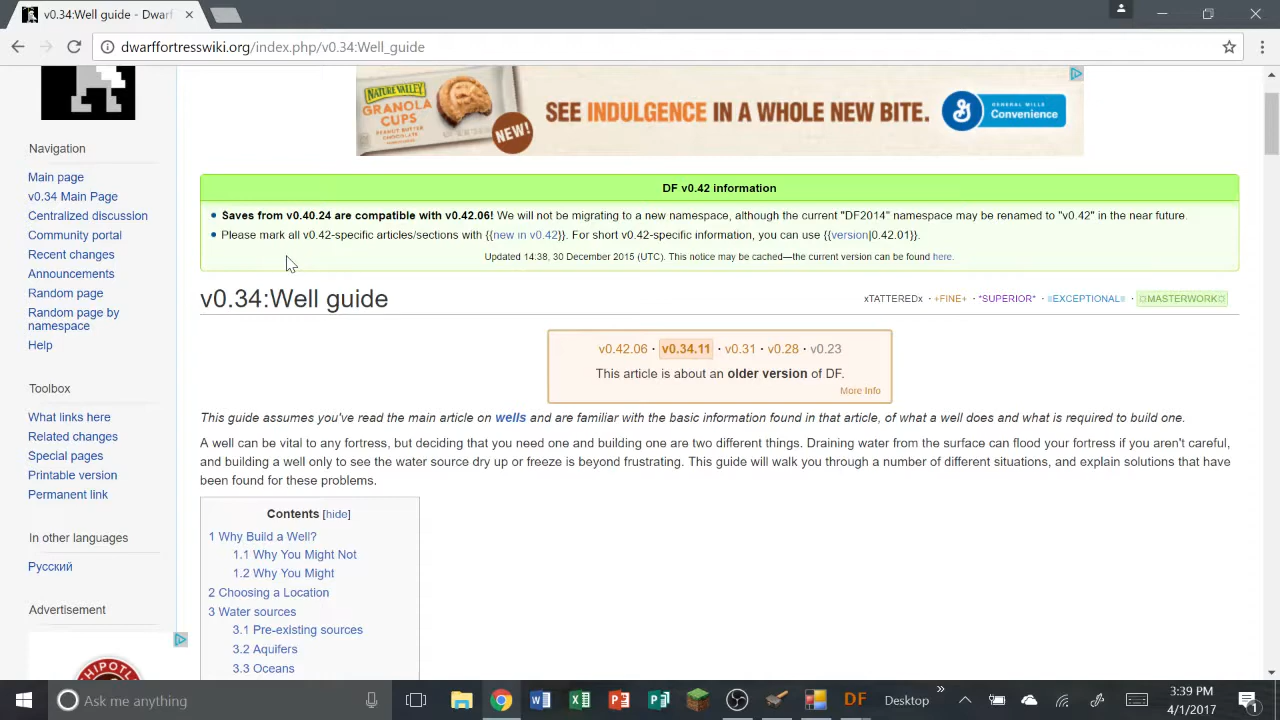 v0.34:Well guide - Dwarf
dwarffortresswiki.org/index.php/v0.34:Well_guide
NATURE VALLEY
GRANOLA
CUPS
PEANUT BUTTER
CHOCOLATE
NEW!
SEE INDULGENCE IN A WHOLE NEW BITE.
G
GENERAL MILLS
Convenience
Navigation
Main page
v0.34 Main Page
Centralized discussion
Community portal
Recent changes
Announcements
Random page
Random page by
namespace
Help
Toolbox
What links here
Related changes
Special pages
Printable version
Permanent link
In other languages
Русский
Advertisement
CHIPOTL
DF v0.42 information
Saves from v0.40.24 are compatible with v0.42.06! We will not be migrating to a new namespace, although the current "DF2014" namespace may be renamed to "v0.42" in the near future.
Please mark all v0.42-specific articles/sections with {{new in v0.42}}. For short v0.42-specific information, you can use {{version|0.42.01}}.
Updated 14:38, 30 December 2015 (UTC). This notice may be cached—the current version can be found here.
v0.34:Well guide
xTATTEREDx · +FINE+ · *SUPERIOR* · ≡EXCEPTIONAL≡ · ☼MASTERWORK☼
v0.42.06 · v0.34.11 · v0.31 · v0.28 · v0.23
This article is about an older version of DF.
More Info
This guide assumes you've read the main article on wells and are familiar with the basic information found in that article, of what a well does and what is required to build one.
A well can be vital to any fortress, but deciding that you need one and building one are two different things. Draining water from the surface can flood your fortress if you aren't careful,
and building a well only to see the water source dry up or freeze is beyond frustrating. This guide will walk you through a number of different situations, and explain solutions that have
been found for these problems.
Contents [hide]
1 Why Build a Well?
1.1 Why You Might Not
1.2 Why You Might
2 Choosing a Location
3 Water sources
3.1 Pre-existing sources
3.2 Aquifers
3.3 Oceans
Ask me anything
DF
Desktop
»
3:39 PM
4/1/2017
1